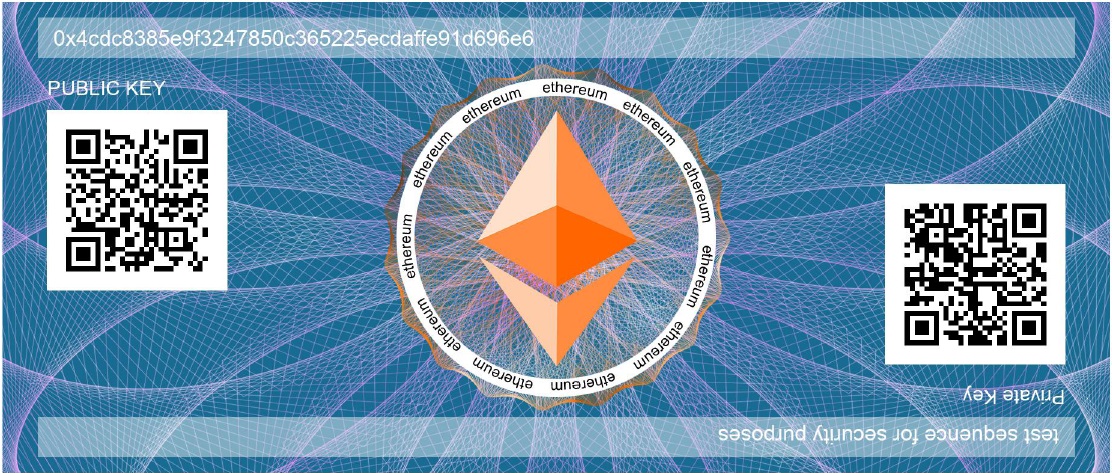 0x4cdc8385e9f3247850c365225ecdaffe91d696e6
PUBLIC KEY
ethereum
ethereum
ethereum
ethereum
ethereum
ethereum
ethereum
ethereum
ethereum
ethereum
ethereum
Private Key
test sequence for security purposes